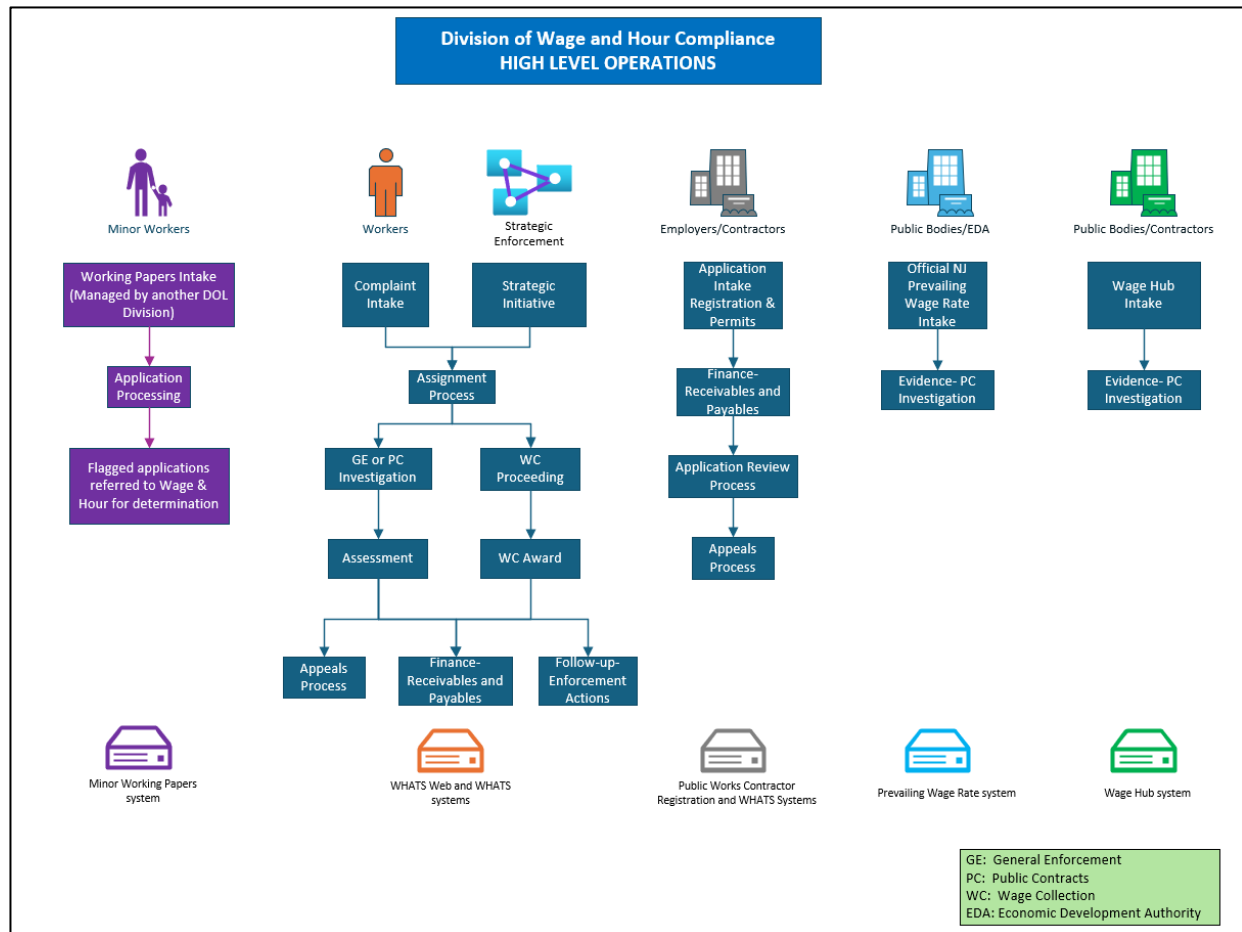 Division of Wage and Hour Compliance
HIGH LEVEL OPERATIONS
Minor Workers
Workers
Strategic
Enforcement
Employers/Contractors
Public Bodies/EDA
Public Bodies/Contractors
Working Papers Intake
(Managed by another DOL
Division)
Complaint
Intake
Strategic
Initiative
Application
Intake
Registration &
Permits
Official NJ
Prevailing
Wage Rate
Intake
Wage Hub
Intake
Application
Processing
Assignment
Process
Finance-
Receivables and
Payables
Evidence- PC
Investigation
Evidence- PC
Investigation
Flagged applications
referred to Wage &
Hour for determination
GE or PC
Investigation
WC
Proceeding
Application Review
Process
Assessment
WC Award
Appeals
Process
Appeals
Process
Finance-
Receivables and
Payables
Follow-up-
Enforcement
Actions
Minor Working Papers
system
WHATS Web and WHATS
systems
Public Works Contractor
Registration and WHATS Systems
Prevailing Wage Rate system
Wage Hub system
GE: General Enforcement
PC: Public Contracts
WC: Wage Collection
EDA: Economic Development Authority